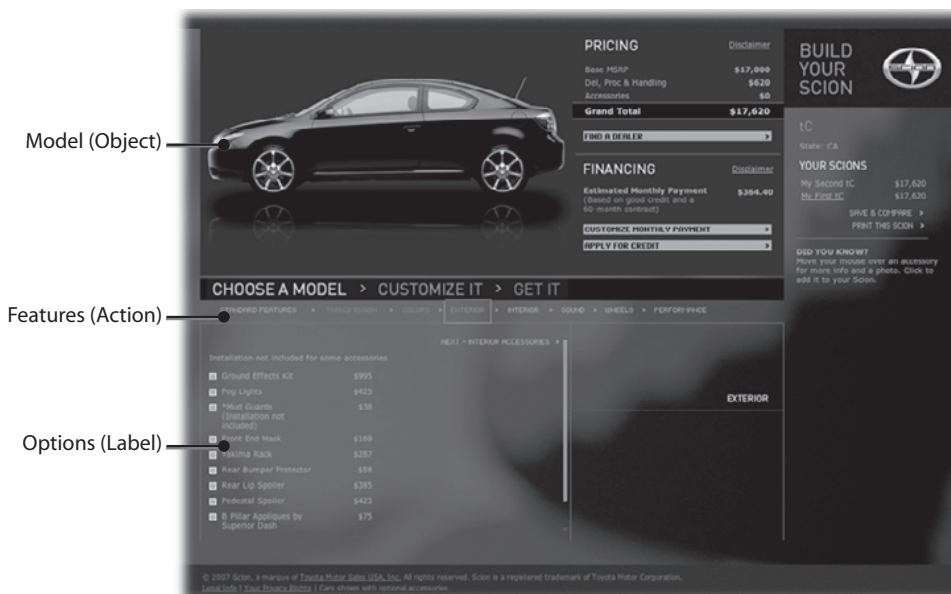 Model (Object)
Features (Action)
Options (Label)
PRICING
Disclaimer
Base MSRP $17,000
Del, Proc & Handling $620
Accessories $0
Grand Total $17,620
FIND A DEALER
FINANCING
Disclaimer
Estimated Monthly Payment $364.40
(Based on good credit and a
60 month contract)
CUSTOMIZE MONTHLY PAYMENT
APPLY FOR CREDIT
BUILD
YOUR
SCION
tC
State: CA
YOUR SCIONS
My Second tC $17,620
My First tC $17,620
SAVE & COMPARE >
PRINT THIS SCION >
DID YOU KNOW?
Move your mouse over an accessory
for more info and a photo. Click to
add it to your Scion.
CHOOSE A MODEL > CUSTOMIZE IT > GET IT
STANDARD FEATURES > TRANSMISSION > COLORS > EXTERIOR > INTERIOR > SOUND > WHEELS > PERFORMANCE
NEXT - INTERIOR ACCESSORIES >
Installation not included for some accessories
Ground Effects Kit $995
Fog Lights $423
*Mud Guards $38
(Installation not
included)
Front End Mask $169
Yakima Rack $287
Rear Bumper Protector $58
Rear Lip Spoiler $385
Pedestal Spoiler $423
B Pillar Appliques by $75
Superior Dash
EXTERIOR
© 2007 Scion, a marque of Toyota Motor Sales USA, Inc. All rights reserved. Scion is a registered trademark of Toyota Motor Corporation.
Legal Info | Your Privacy Rights | Cars shown with optional accessories